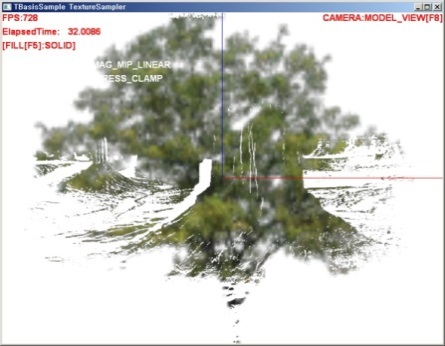 TBasisSample TextureSampler
FPS:728
CAMERA:MODEL_VIEW[F8]
ElapsedTime: 32.0086
[FILL[F5]:SOLID]
MAG_MIP_LINEAR
RESS_CLAMP